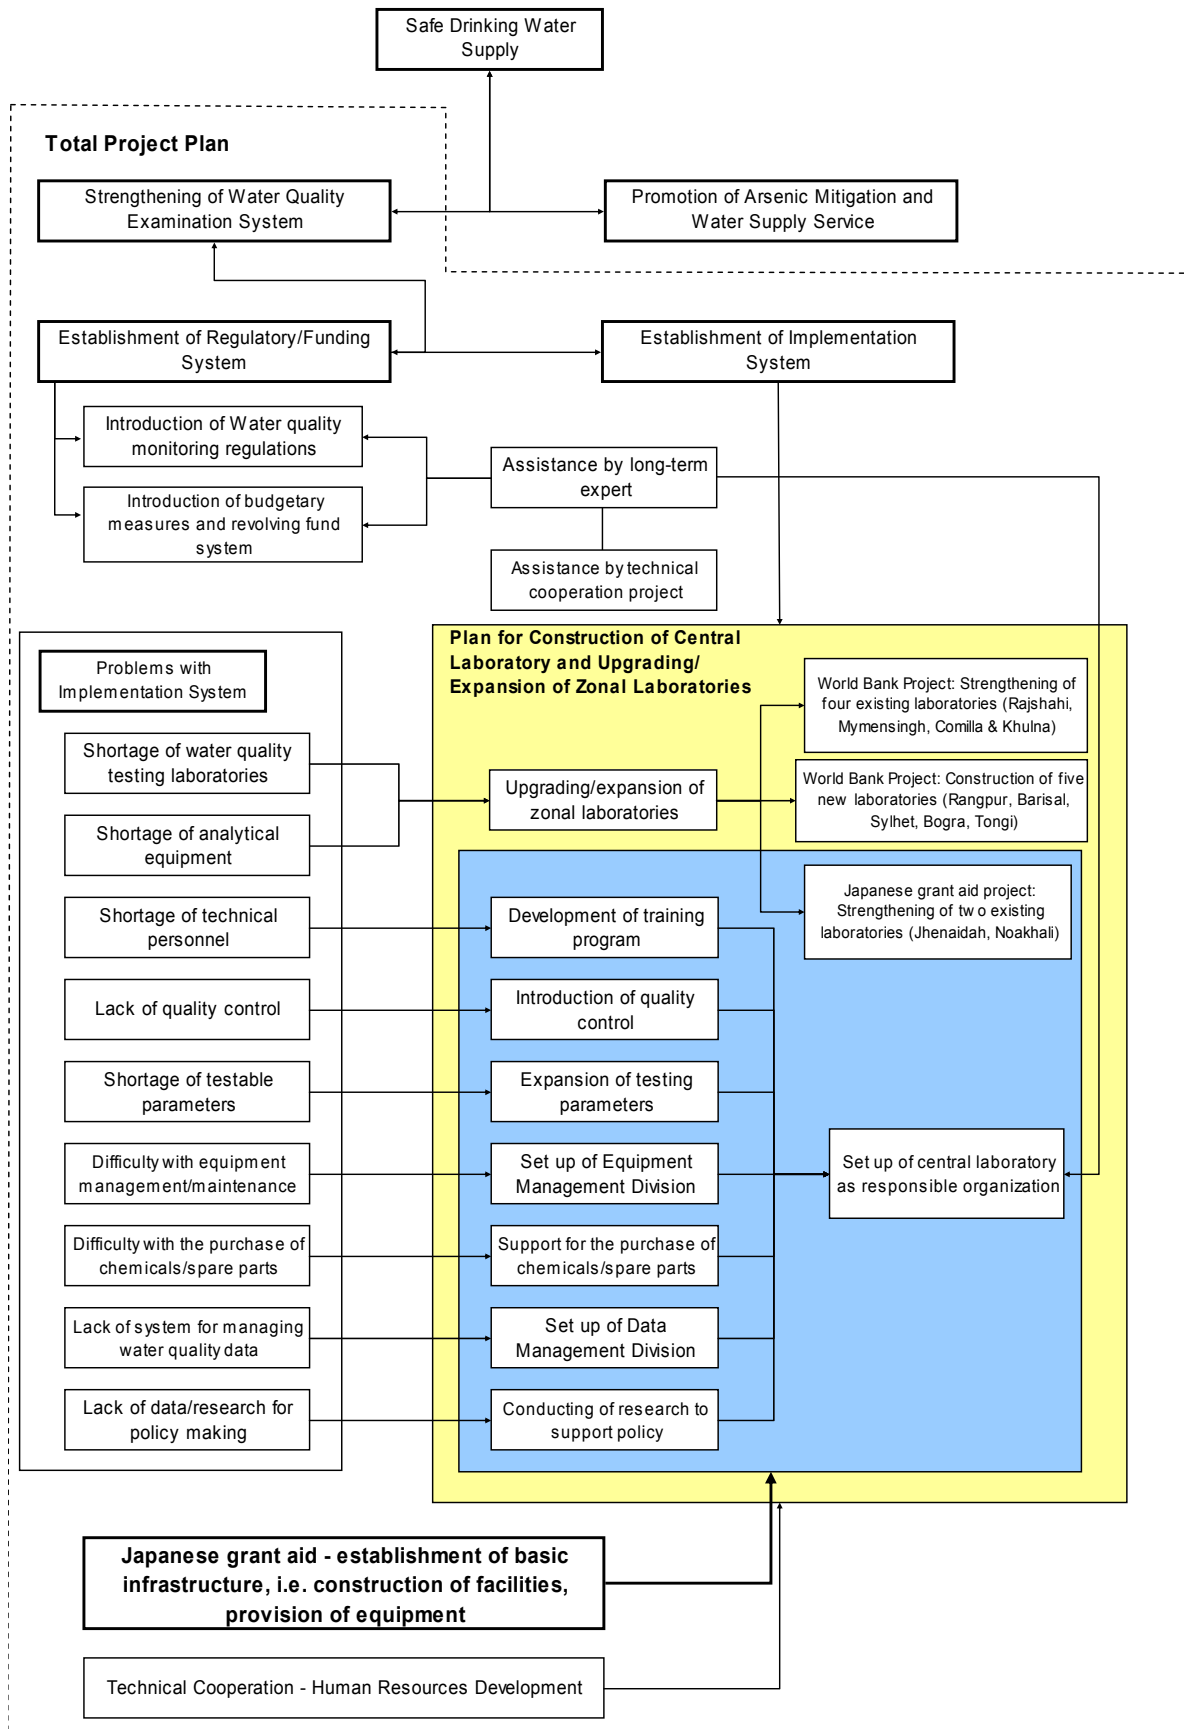 Safe Drinking Water
Supply
Total Project Plan
Strengthening of Water Quality
Examination System
Promotion of Arsenic Mitigation and
Water Supply Service
Establishment of Regulatory/Funding
System
Establishment of Implementation
System
Introduction of Water quality
monitoring regulations
Assistance by long-term
expert
Introduction of budgetary
measures and revolving fund
system
Assistance by technical
cooperation project
Problems with
Implementation System
Plan for Construction of Central
Laboratory and Upgrading/
Expansion of Zonal Laboratories
World Bank Project: Strengthening of
four existing laboratories (Rajshahi,
Mymensingh, Comilla & Khulna)
Shortage of water quality
testing laboratories
Upgrading/expansion of
zonal laboratories
World Bank Project: Construction of five
new laboratories (Rangpur, Barisal,
Sylhet, Bogra, Tongi)
Shortage of analytical
equipment
Japanese grant aid project:
Strengthening of two existing
laboratories (Jhenaidah, Noakhali)
Shortage of technical
personnel
Development of training
program
Lack of quality control
Introduction of quality
control
Shortage of testable
parameters
Expansion of testing
parameters
Difficulty with equipment
management/maintenance
Set up of Equipment
Management Division
Set up of central laboratory
as responsible organization
Difficulty with the purchase of
chemicals/spare parts
Support for the purchase of
chemicals/spare parts
Lack of system for managing
water quality data
Set up of Data
Management Division
Lack of data/research for
policy making
Conducting of research to
support policy
Japanese grant aid - establishment of basic
infrastructure, i.e. construction of facilities,
provision of equipment
Technical Cooperation - Human Resources Development